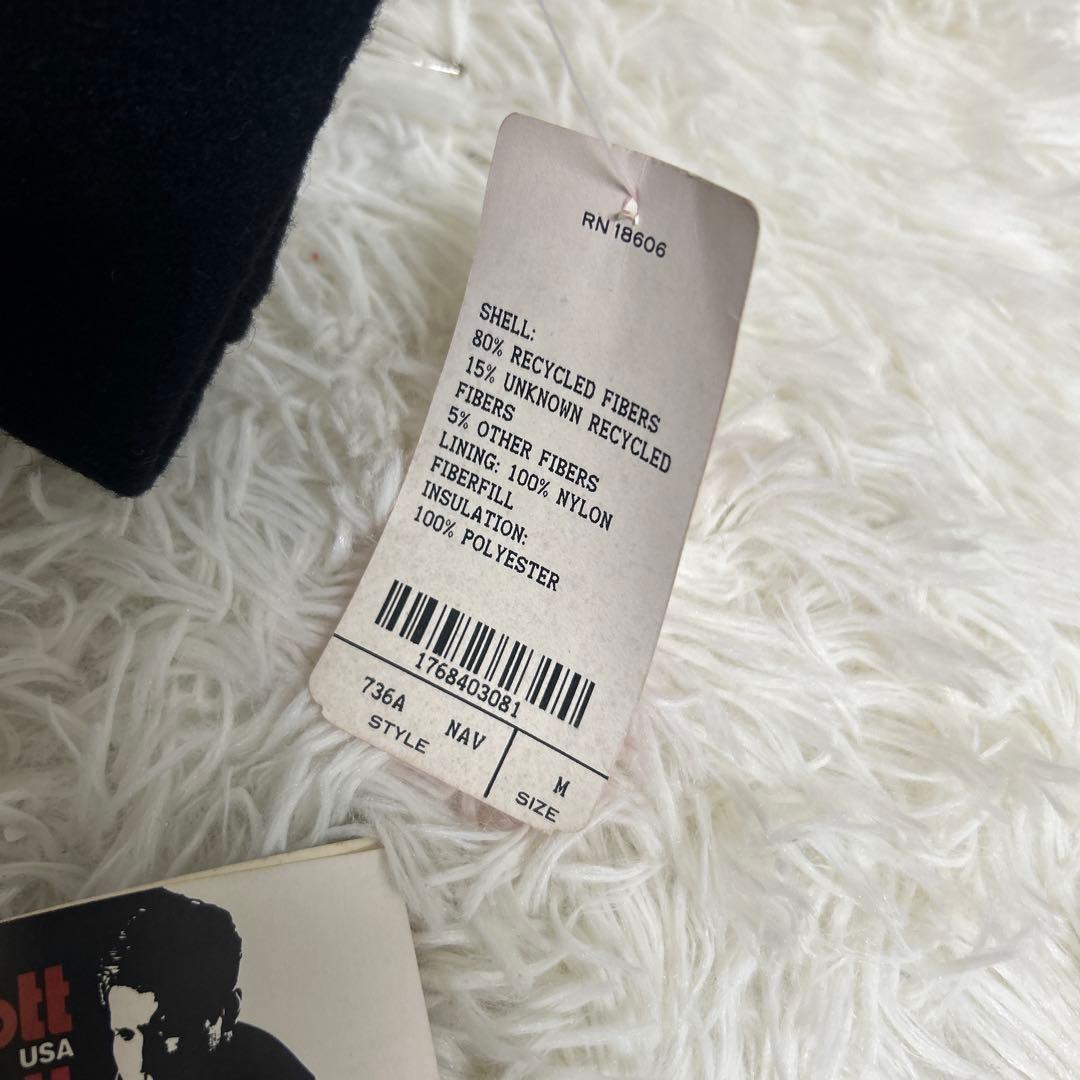 RN 18606
SHELL:
80% RECYCLED FIBERS
15% UNKNOWN RECYCLED
FIBERS
5% OTHER FIBERS
LINING: 100% NYLON
FIBERFILL
INSULATION:
100% POLYESTER
1768403081
736A NAV
STYLE
M
SIZE
ott
USA